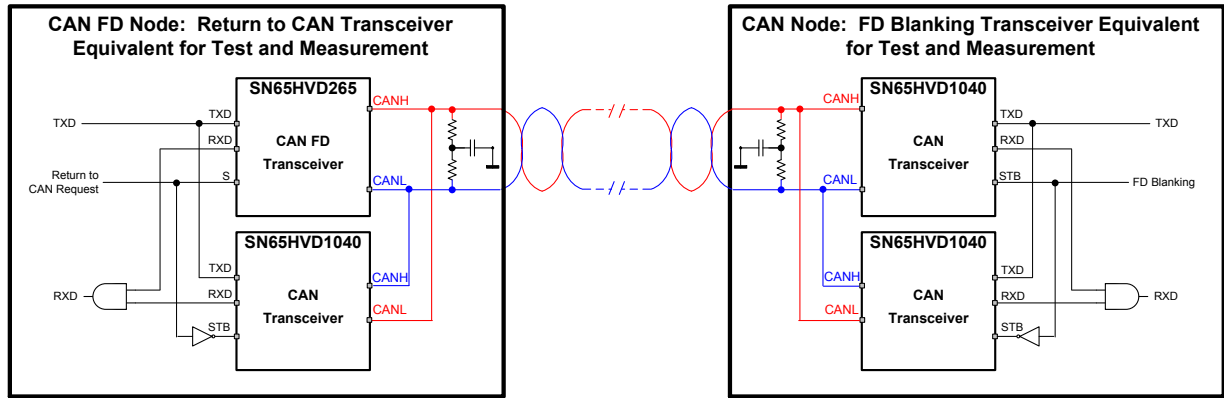 CAN FD Node:  Return to CAN Transceiver
Equivalent for Test and Measurement
SN65HVD265
TXD
TXD
RXD
Return to
CAN Request
S
CAN FD
Transceiver
CANH
CANL
SN65HVD1040
TXD
RXD
RXD
STB
CAN
Transceiver
CANH
CANL
CAN Node:  FD Blanking Transceiver Equivalent
for Test and Measurement
SN65HVD1040
CANH
CANL
CAN
Transceiver
TXD
TXD
RXD
STB
FD Blanking
SN65HVD1040
CANH
CANL
CAN
Transceiver
TXD
RXD
RXD
STB